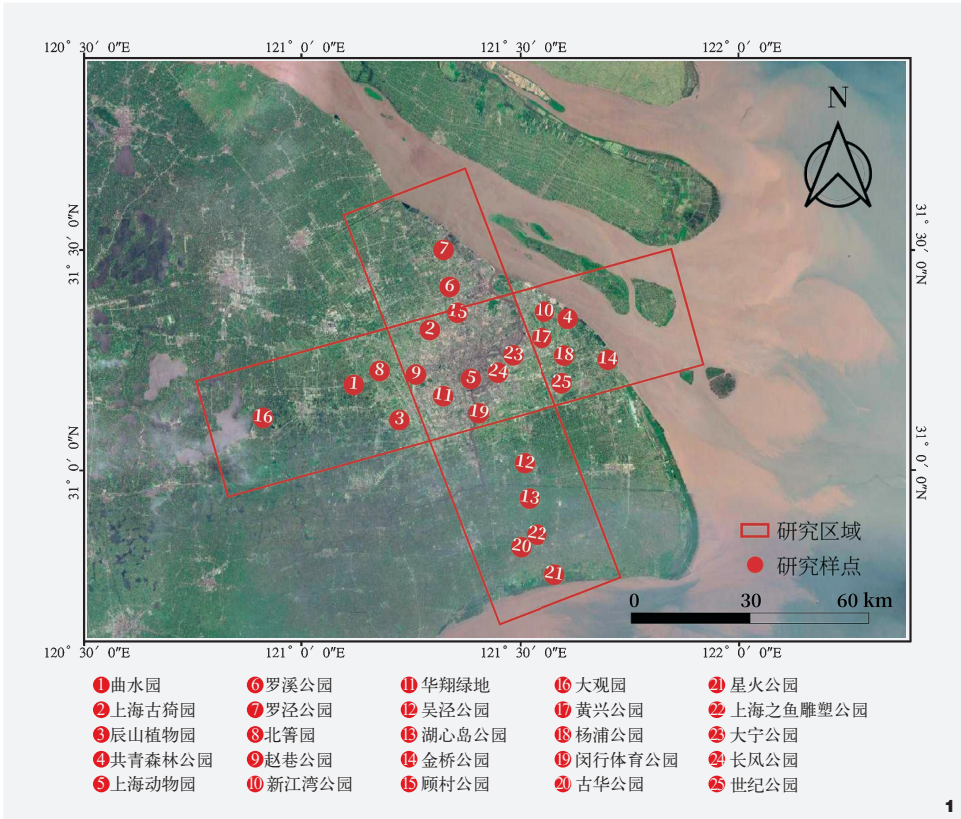 120° 30′ 0″E 121° 0′ 0″E 121° 30′ 0″E 122° 0′ 0″E
N
31° 30′ 0″N 31° 30′ 0″N
7
6
15 10 4
2 17
23 18 14
8 9 5 24 25
1 11
16 3 19
31° 0′ 0″N 31° 0′ 0″N
12
13
22
20
21
研究区域
研究样点
0 30 60 km
120° 30′ 0″E 121° 0′ 0″E 121° 30′ 0″E 122° 0′ 0″E
1曲水园 6罗溪公园 11华翔绿地 16大观园 21星火公园
2上海古猗园 7罗泾公园 12吴泾公园 17黄兴公园 22上海之鱼雕塑公园
3辰山植物园 8北箐园 13湖心岛公园 18杨浦公园 23大宁公园
4共青森林公园 9赵巷公园 14金桥公园 19闵行体育公园 24长风公园
5上海动物园 10新江湾公园 15顾村公园 20古华公园 25世纪公园
1